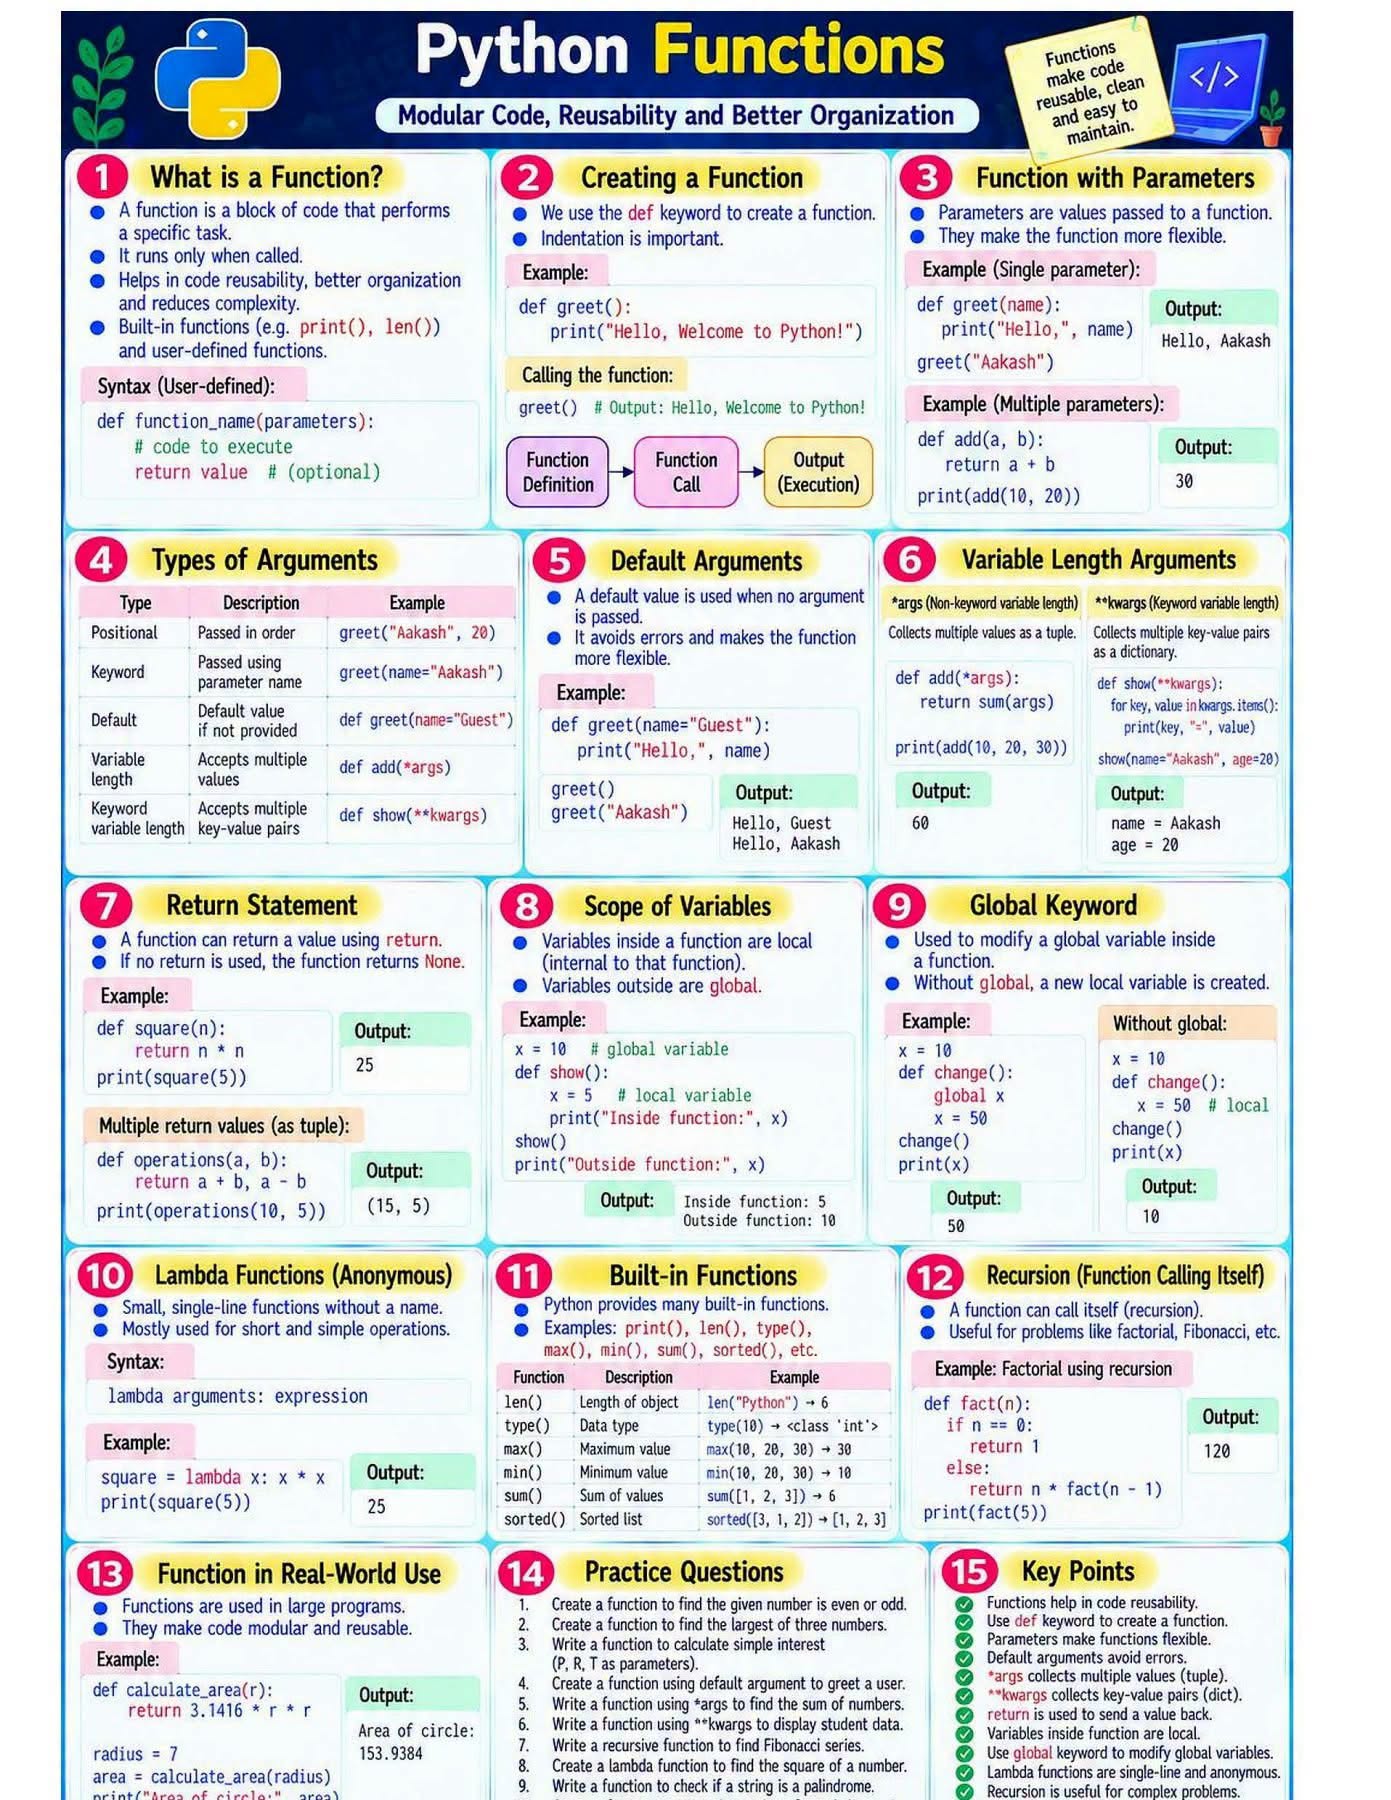 Python Functions
Modular Code, Reusability and Better Organization
Functions
make code
reusable, clean
and easy to
maintain.
</>
1 What is a Function?
A function is a block of code that performs
a specific task.
It runs only when called.
Helps in code reusability, better organization
and reduces complexity.
Built-in functions (e.g. print(), len())
and user-defined functions.
Syntax (User-defined):
def function_name(parameters):
# code to execute
return value # (optional)
2 Creating a Function
We use the def keyword to create a function.
Indentation is important.
Example:
def greet():
print("Hello, Welcome to Python!")
Calling the function:
greet() # Output: Hello, Welcome to Python!
Function
Definition
Function
Call
Output
(Execution)
3 Function with Parameters
Parameters are values passed to a function.
They make the function more flexible.
Example (Single parameter):
def greet(name):
print("Hello,", name)
greet("Aakash")
Output:
Hello, Aakash
Example (Multiple parameters):
def add(a, b):
return a + b
print(add(10, 20))
Output:
30
4 Types of Arguments
Type Description Example
Positional Passed in order greet("Aakash", 20)
Keyword Passed using
parameter name greet(name="Aakash")
Default Default value
if not provided def greet(name="Guest")
Variable
length Accepts multiple
values def add(*args)
Keyword
variable length Accepts multiple
key-value pairs def show(**kwargs)
5 Default Arguments
A default value is used when no argument
is passed.
It avoids errors and makes the function
more flexible.
Example:
def greet(name="Guest"):
print("Hello,", name)
greet()
greet("Aakash")
Output:
Hello, Guest
Hello, Aakash
6 Variable Length Arguments
*args (Non-keyword variable length)
Collects multiple values as a tuple.
def add(*args):
return sum(args)
print(add(10, 20, 30))
Output:
60
**kwargs (Keyword variable length)
Collects multiple key-value pairs
as a dictionary.
def show(**kwargs):
for key, value in kwargs.items():
print(key, "=", value)
show(name="Aakash", age=20)
Output:
name = Aakash
age = 20
7 Return Statement
A function can return a value using return.
If no return is used, the function returns None.
Example:
def square(n):
return n * n
print(square(5))
Output:
25
Multiple return values (as tuple):
def operations(a, b):
return a + b, a - b
print(operations(10, 5))
Output:
(15, 5)
8 Scope of Variables
Variables inside a function are local
(internal to that function).
Variables outside are global.
Example:
x = 10 # global variable
def show():
x = 5 # local variable
print("Inside function:", x)
show()
print("Outside function:", x)
Output:
Inside function: 5
Outside function: 10
9 Global Keyword
Used to modify a global variable inside
a function.
Without global, a new local variable is created.
Example:
x = 10
def change():
global x
x = 50
change()
print(x)
Output:
50
Without global:
x = 10
def change():
x = 50 # local
change()
print(x)
Output:
10
10 Lambda Functions (Anonymous)
Small, single-line functions without a name.
Mostly used for short and simple operations.
Syntax:
lambda arguments: expression
Example:
square = lambda x: x * x
print(square(5))
Output:
25
11 Built-in Functions
Python provides many built-in functions.
Examples: print(), len(), type(),
max(), min(), sum(), sorted(), etc.
Function Description Example
len() Length of object len("Python") → 6
type() Data type type(10) → <class 'int'>
max() Maximum value max(10, 20, 30) → 30
min() Minimum value min(10, 20, 30) → 10
sum() Sum of values sum([1, 2, 3]) → 6
sorted() Sorted list sorted([3, 1, 2]) → [1, 2, 3]
12 Recursion (Function Calling Itself)
A function can call itself (recursion).
Useful for problems like factorial, Fibonacci, etc.
Example: Factorial using recursion
def fact(n):
if n == 0:
return 1
else:
return n * fact(n - 1)
print(fact(5))
Output:
120
13 Function in Real-World Use
Functions are used in large programs.
They make code modular and reusable.
Example:
def calculate_area(r):
return 3.1416 * r * r
radius = 7
area = calculate_area(radius)
print("Area of circle:", area)
Output:
Area of circle:
153.9384
14 Practice Questions
1. Create a function to find the given number is even or odd.
2. Create a function to find the largest of three numbers.
3. Write a function to calculate simple interest
(P, R, T as parameters).
4. Create a function using default argument to greet a user.
5. Write a function using *args to find the sum of numbers.
6. Write a function using **kwargs to display student data.
7. Write a recursive function to find Fibonacci series.
8. Create a lambda function to find the square of a number.
9. Write a function to check if a string is a palindrome.
15 Key Points
Functions help in code reusability.
Use def keyword to create a function.
Parameters make functions flexible.
Default arguments avoid errors.
*args collects multiple values (tuple).
**kwargs collects key-value pairs (dict).
return is used to send a value back.
Variables inside function are local.
Use global keyword to modify global variables.
Lambda functions are single-line and anonymous.
Recursion is useful for complex problems.